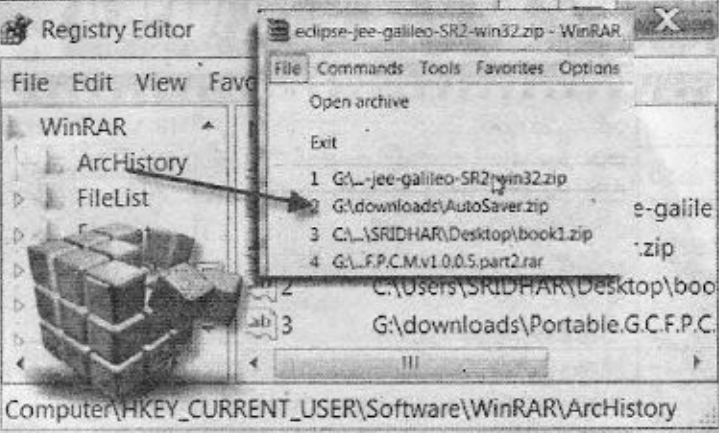 Registry Editor
File Edit View Favo
WinRAR
ArcHistory
FileList
eclipse-jee-galileo-SR2-win32.zip - WinRAR
File Commands Tools Favorites Options
Open archive
Exit
1 G:\...-jee-galileo-SR2-win32.zip
2 G:\downloads\AutoSaver.zip
3 C:\...\SRIDHAR\Desktop\book1.zip
4 G:\...F.P.C.M.v1.0.0.5.part2.rar
e-galile
.zip
2 C:\Users\SRIDHAR\Desktop\boo
ab 3 G:\downloads\Portable.G.C.F.P.C.
Computer\HKEY_CURRENT_USER\Software\WinRAR\ArcHistory